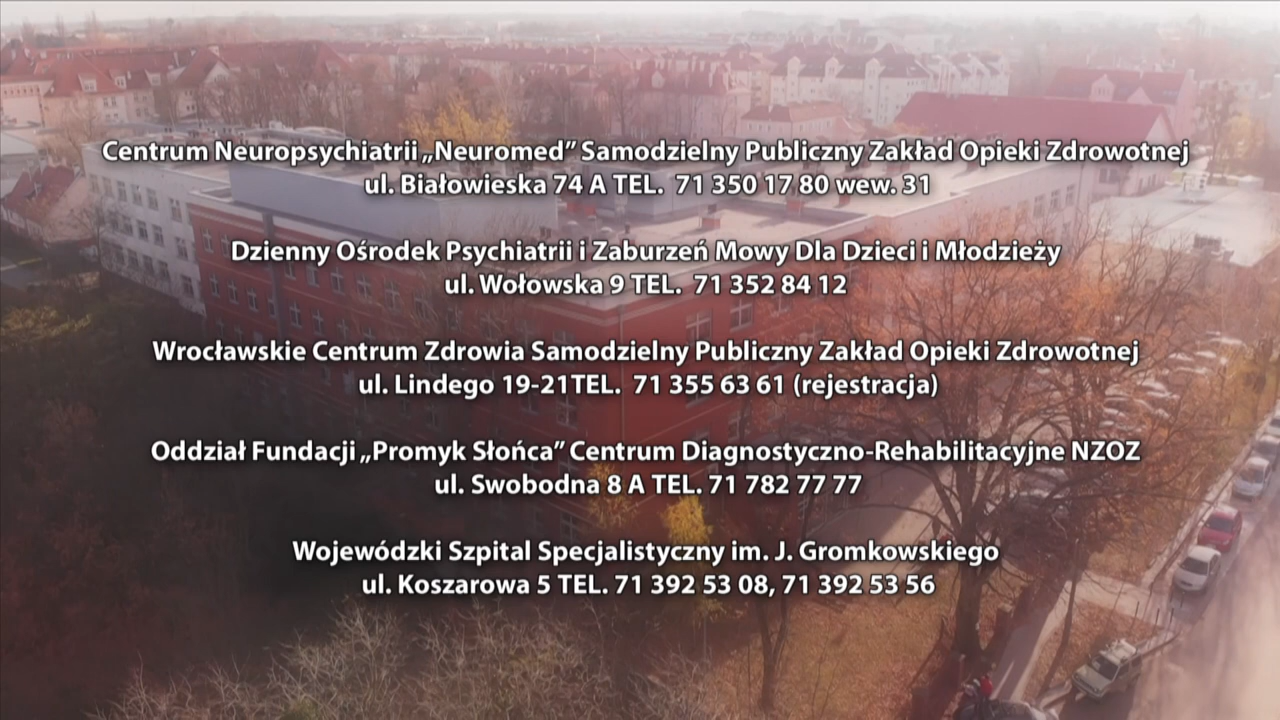 Centrum Neuropsychiatrii „Neuromed” Samodzielny Publiczny Zakład Opieki Zdrowotnej
ul. Białowieska 74 A TEL. 71 350 17 80 wew. 31
Dzienny Ośrodek Psychiatrii i Zaburzeń Mowy Dla Dzieci i Młodzieży
ul. Wołowska 9 TEL. 71 352 84 12
Wrocławskie Centrum Zdrowia Samodzielny Publiczny Zakład Opieki Zdrowotnej
ul. Lindego 19-21TEL. 71 355 63 61 (rejestracja)
Oddział Fundacji „Promyk Słońca” Centrum Diagnostyczno-Rehabilitacyjne NZOZ
ul. Swobodna 8 A TEL. 71 782 77 77
Wojewódzki Szpital Specjalistyczny im. J. Gromkowskiego
ul. Koszarowa 5 TEL. 71 392 53 08, 71 392 53 56